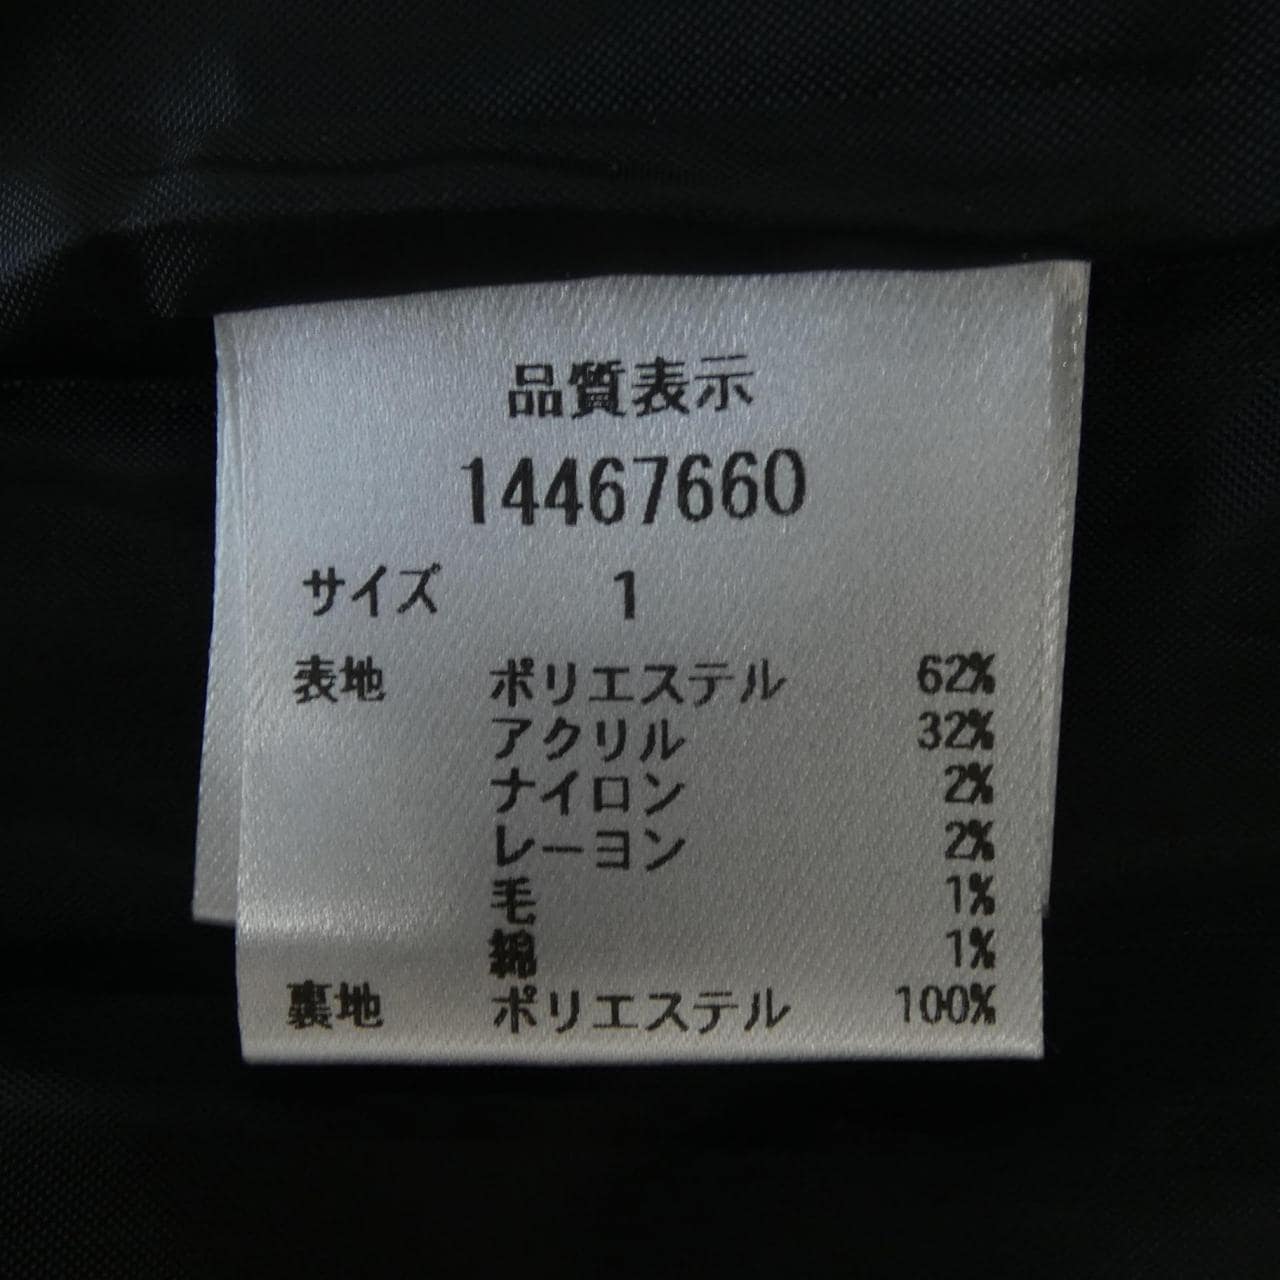 品質表示
14467660
サイズ 1
表地 ポリエステル 62%
アクリル 32%
ナイロン 2%
レーヨン 2%
毛 1%
綿 1%
裏地 ポリエステル 100%